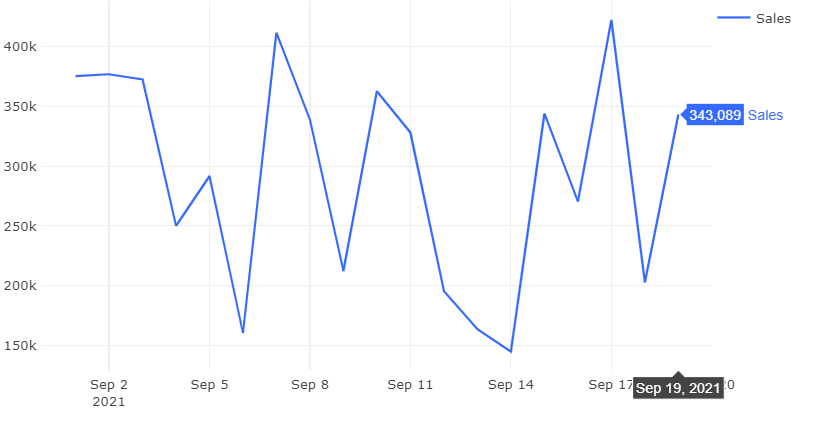 Sales
400k
350k
343,089 Sales
300k
250k
200k
150k
Sep 2
2021
Sep 5
Sep 8
Sep 11
Sep 14
Sep 17
Sep 19, 2021
20